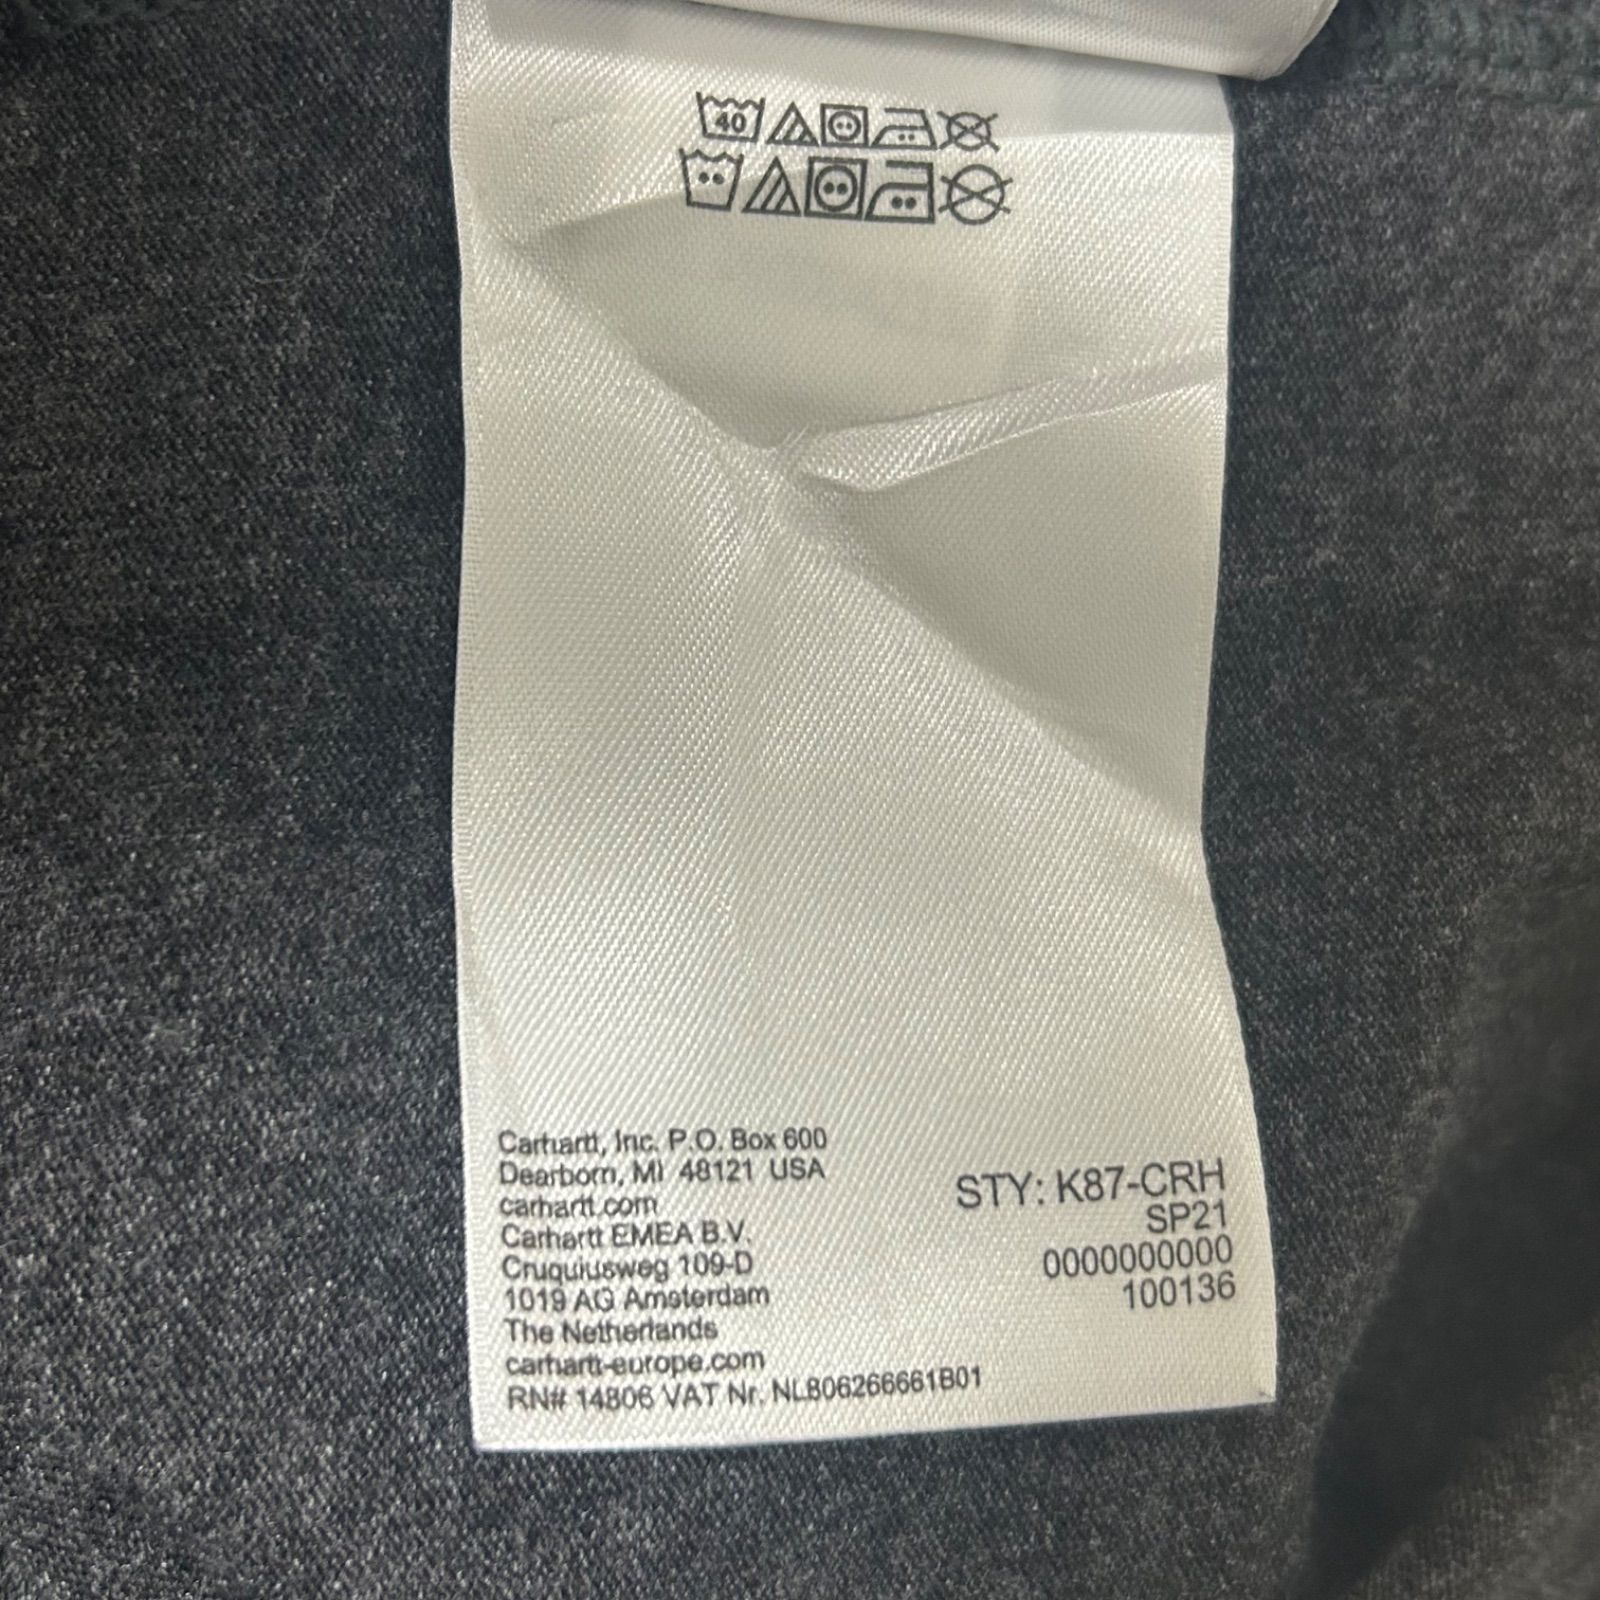 40
Carhartt, Inc. P.O. Box 600
Dearborn, MI 48121 USA
carhartt.com
Carhartt EMEA B.V.
Cruquiusweg 109-D
1019 AG Amsterdam
The Netherlands
carhartt-europe.com
RN# 14806 VAT Nr. NL806266661B01
STY: K87-CRH
SP21
0000000000
100136